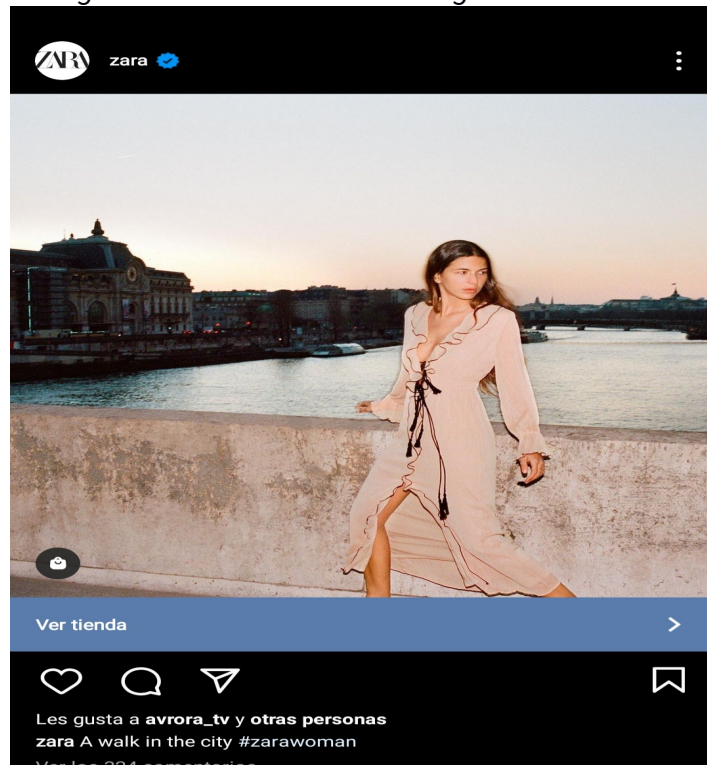 ZARA
zara
Ver tienda
Les gusta a avrora_tv y otras personas
zara A walk in the city #zarawoman